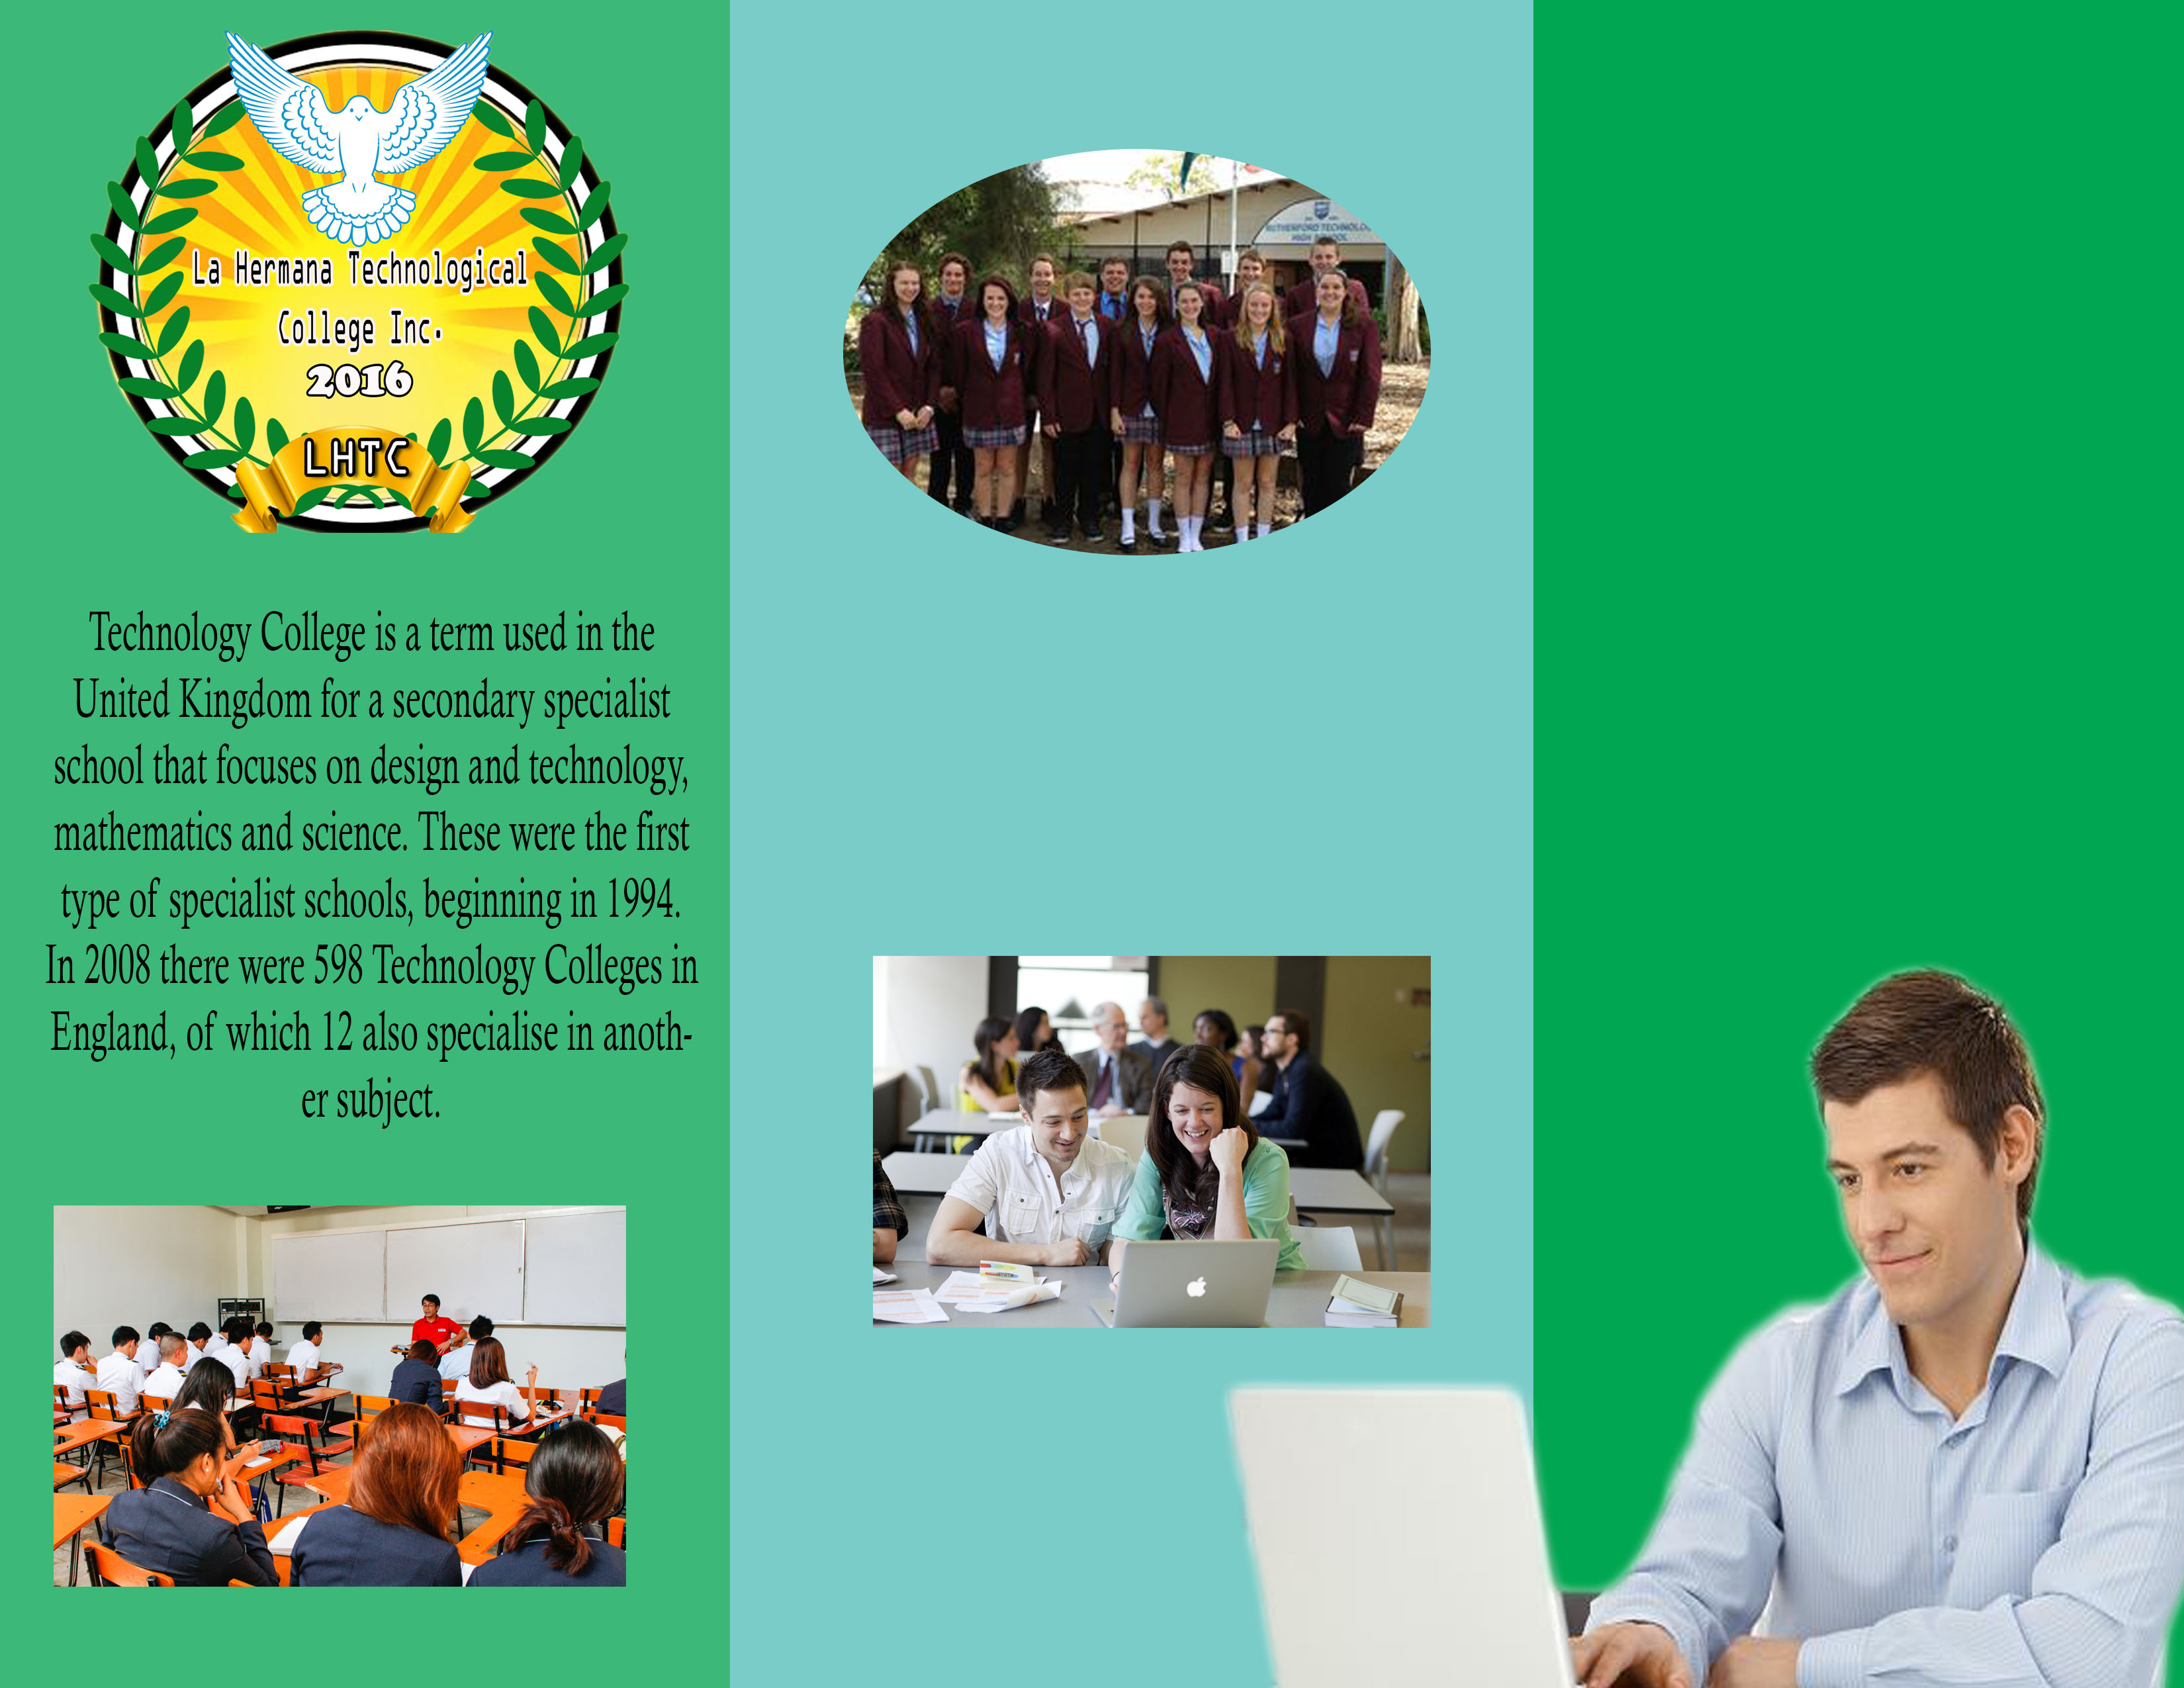 La Hermana Technological
College Inc.
2016
LHTC
Technology College is a term used in the
United Kingdom for a secondary specialist
school that focuses on design and technology,
mathematics and science. These were the first
type of specialist schools, beginning in 1994.
In 2008 there were 598 Technology Colleges in
England, of which 12 also specialise in anoth-
er subject.
HIGH SCHOOL